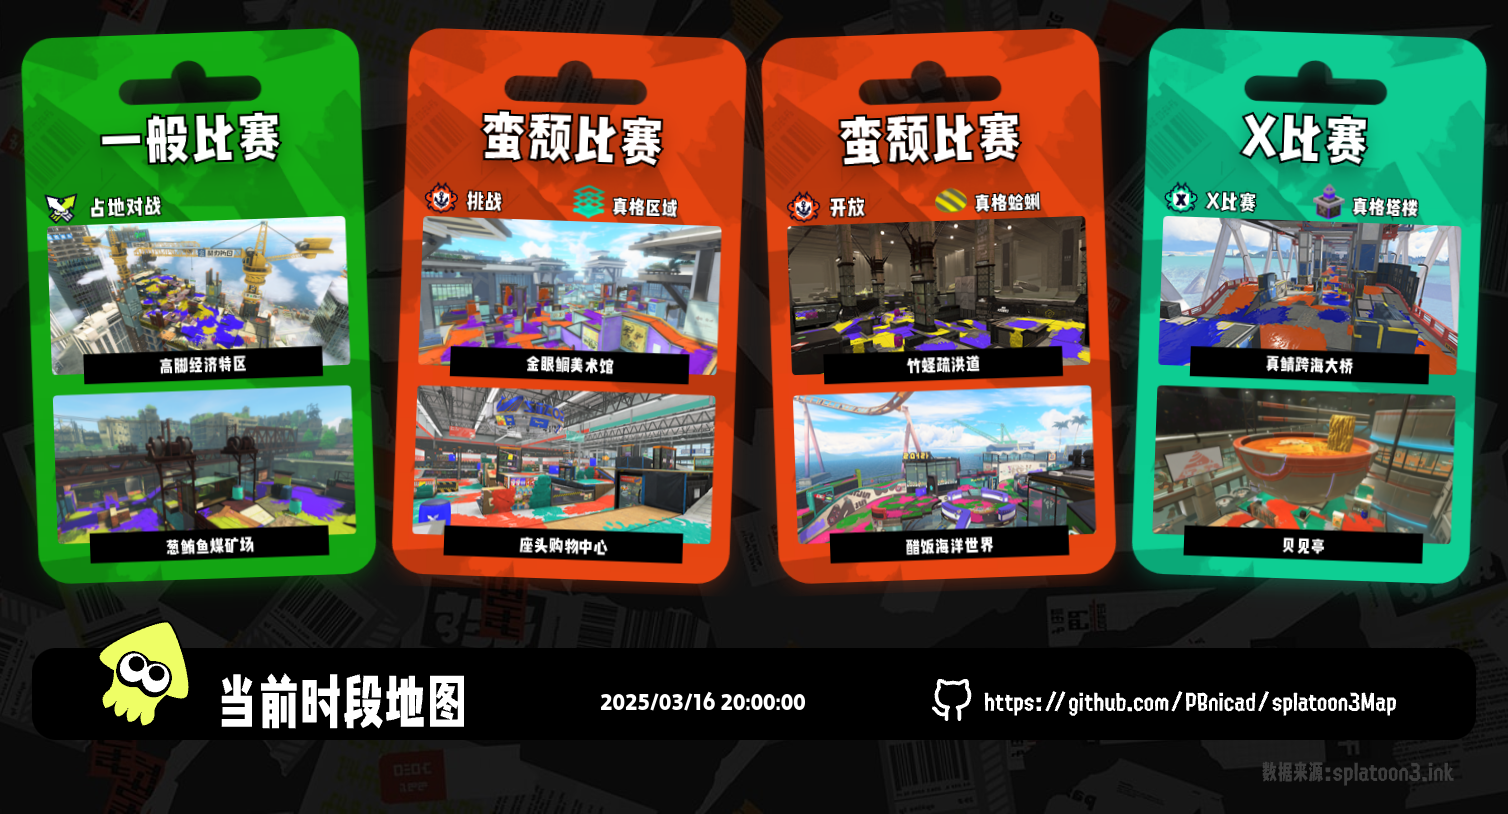 一般比赛
占地对战
高脚经济特区
葱鲔鱼煤矿场
蛮颓比赛
挑战
真格区域
金眼鲷美术馆
座头购物中心
蛮颓比赛
开放
真格蛤蜊
竹蛏疏洪道
醋饭海洋世界
X比赛
X比赛
真格塔楼
真鲭跨海大桥
贝见亭
当前时段地图
2025/03/16 20:00:00
https://github.com/PBnicad/splatoon3Map
数据来源:splatoon3.ink